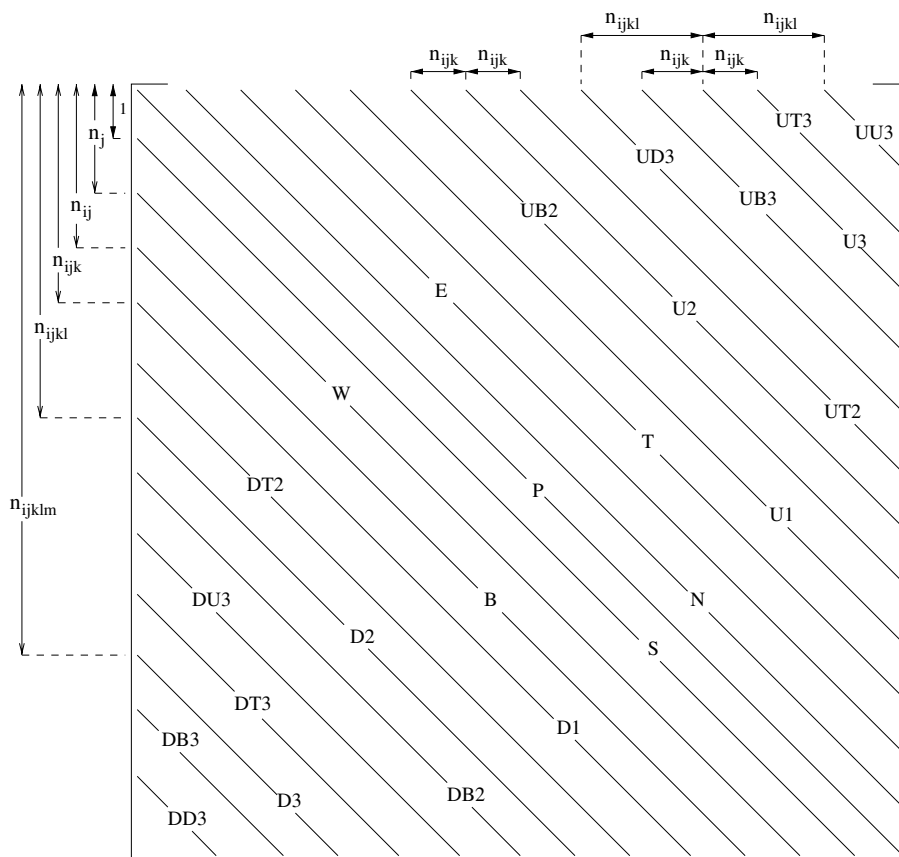 n_ijkl n_ijkl
n_ijk n_ijk n_ijk n_ijk
1
n_j
UT3
UU3
UD3
UB3
n_ij
UB2
U3
n_ijk
E
U2
n_ijkl
W
UT2
T
DT2
P
n_ijklm
U1
DU3
B
N
D2
S
DT3
D1
DB3
DB2
D3
DD3